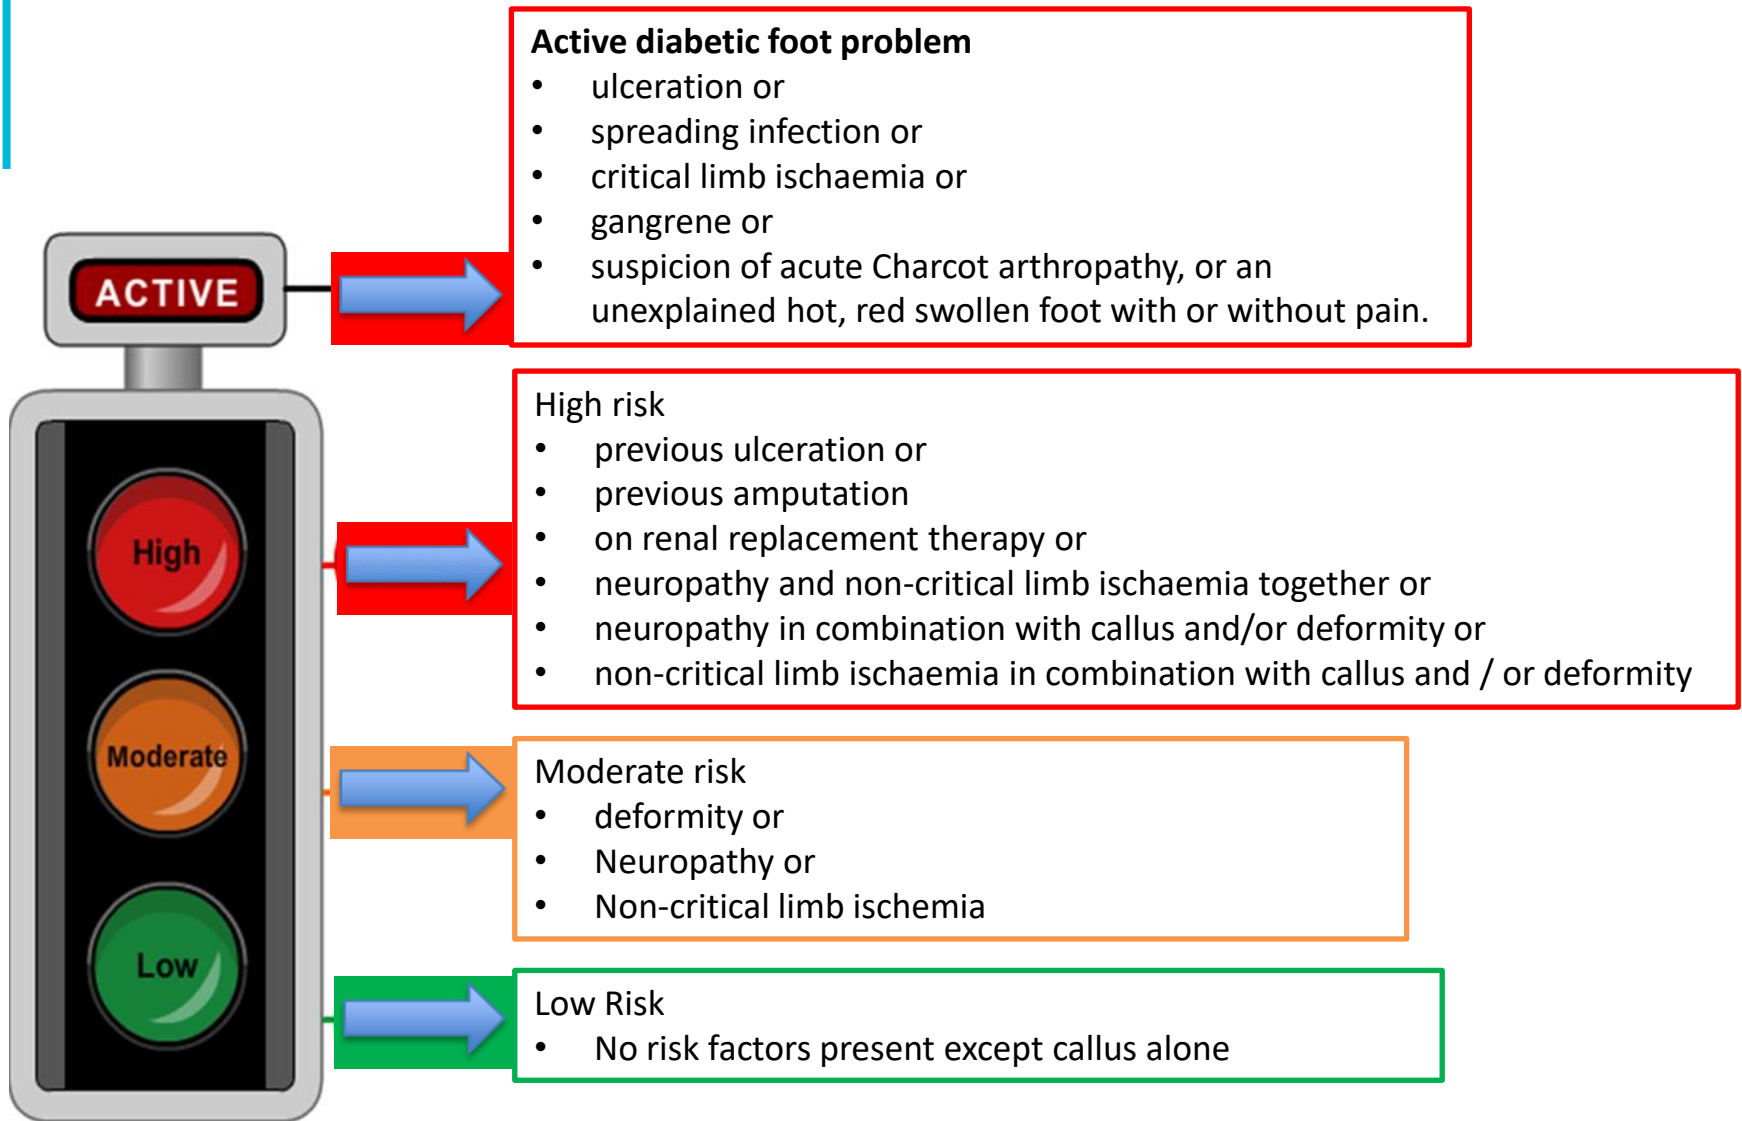 Active diabetic foot problem
• ulceration or
• spreading infection or
• critical limb ischaemia or
• gangrene or
• suspicion of acute Charcot arthropathy, or an
unexplained hot, red swollen foot with or without pain.
ACTIVE
High risk
• previous ulceration or
• previous amputation
• on renal replacement therapy or
• neuropathy and non-critical limb ischaemia together or
• neuropathy in combination with callus and/or deformity or
• non-critical limb ischaemia in combination with callus and / or deformity
High
Moderate risk
• deformity or
• Neuropathy or
• Non-critical limb ischemia
Moderate
Low Risk
• No risk factors present except callus alone
Low